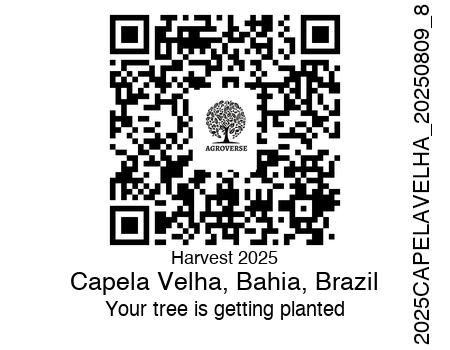 AGROVERSE
Harvest 2025
Capela Velha, Bahia, Brazil
Your tree is getting planted
2025CAPELAVELHA_20250809_8